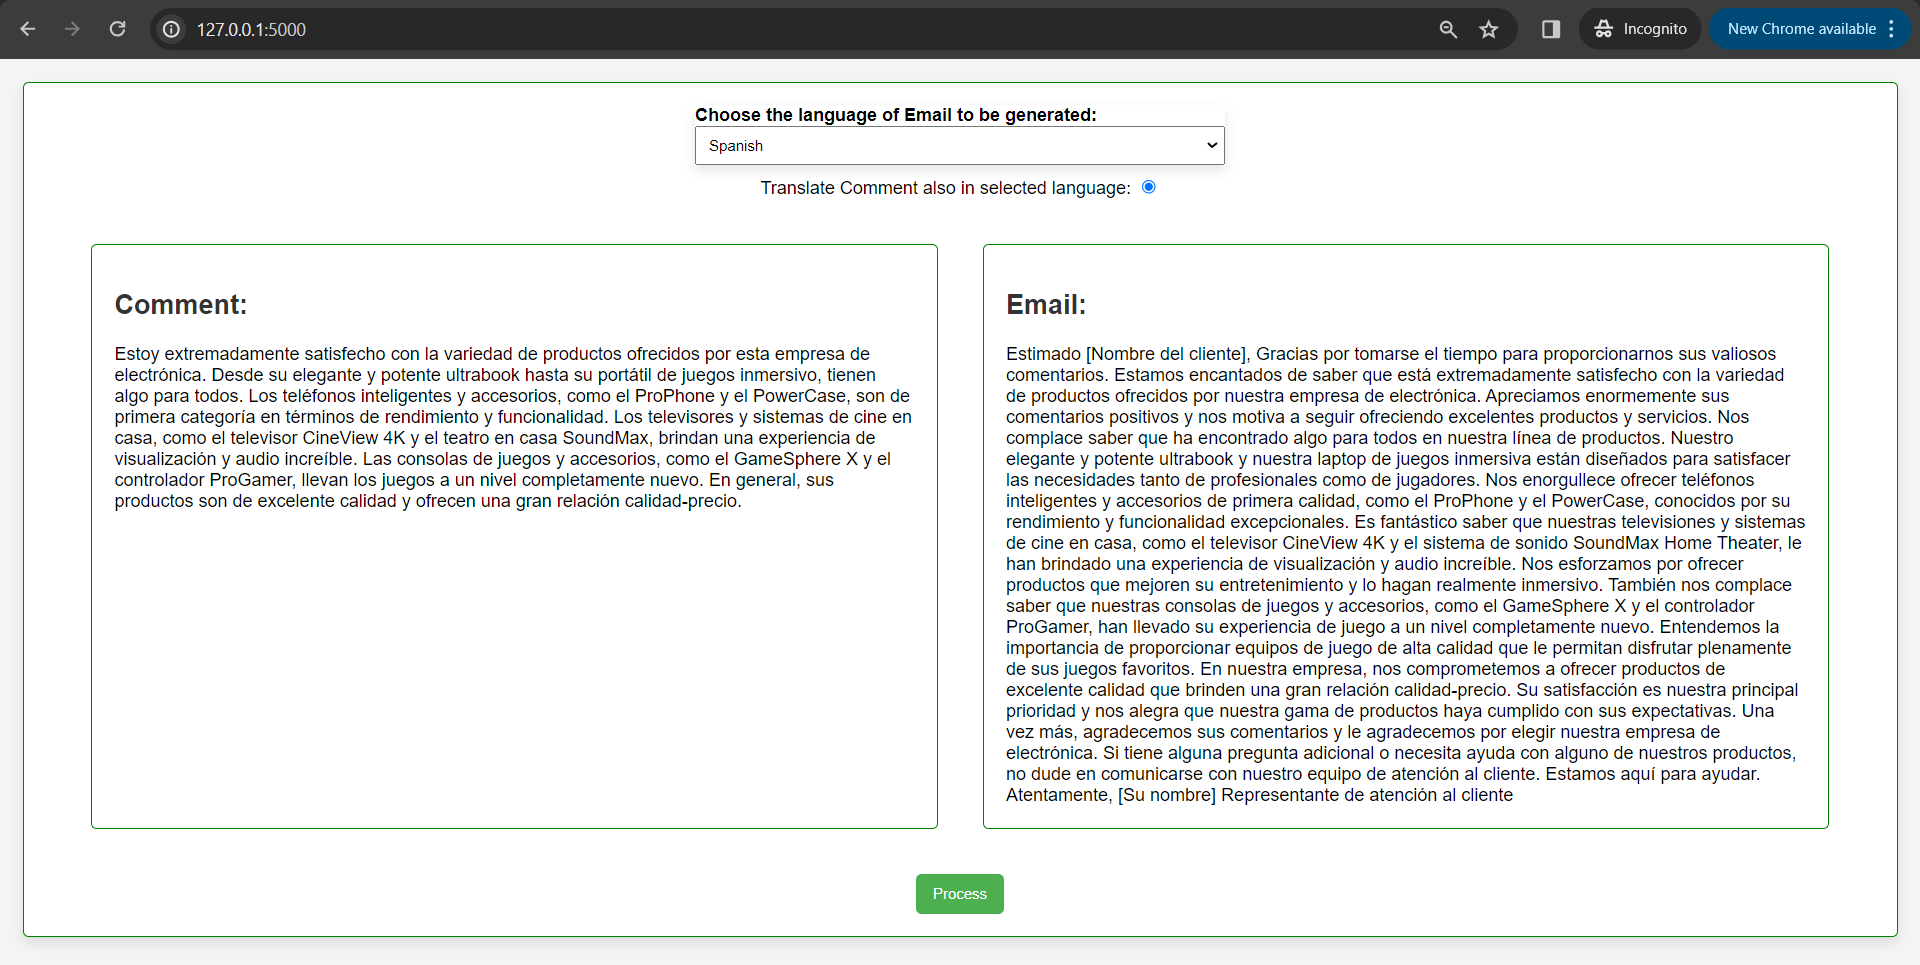 127.0.0.1:5000
Incognito
New Chrome available
Choose the language of Email to be generated:
Spanish
Translate Comment also in selected language:
Comment:
Estoy extremadamente satisfecho con la variedad de productos ofrecidos por esta empresa de
electrónica. Desde su elegante y potente ultrabook hasta su portátil de juegos inmersivo, tienen
algo para todos. Los teléfonos inteligentes y accesorios, como el ProPhone y el PowerCase, son de
primera categoría en términos de rendimiento y funcionalidad. Los televisores y sistemas de cine en
casa, como el televisor CineView 4K y el teatro en casa SoundMax, brindan una experiencia de
visualización y audio increíble. Las consolas de juegos y accesorios, como el GameSphere X y el
controlador ProGamer, llevan los juegos a un nivel completamente nuevo. En general, sus
productos son de excelente calidad y ofrecen una gran relación calidad-precio.
Email:
Estimado [Nombre del cliente], Gracias por tomarse el tiempo para proporcionarnos sus valiosos
comentarios. Estamos encantados de saber que está extremadamente satisfecho con la variedad
de productos ofrecidos por nuestra empresa de electrónica. Apreciamos enormemente sus
comentarios positivos y nos motiva a seguir ofreciendo excelentes productos y servicios. Nos
complace saber que ha encontrado algo para todos en nuestra línea de productos. Nuestro
elegante y potente ultrabook y nuestra laptop de juegos inmersiva están diseñados para satisfacer
las necesidades tanto de profesionales como de jugadores. Nos enorgullece ofrecer teléfonos
inteligentes y accesorios de primera calidad, como el ProPhone y el PowerCase, conocidos por su
rendimiento y funcionalidad excepcionales. Es fantástico saber que nuestras televisiones y sistemas
de cine en casa, como el televisor CineView 4K y el sistema de sonido SoundMax Home Theater, le
han brindado una experiencia de visualización y audio increíble. Nos esforzamos por ofrecer
productos que mejoren su entretenimiento y lo hagan realmente inmersivo. También nos complace
saber que nuestras consolas de juegos y accesorios, como el GameSphere X y el controlador
ProGamer, han llevado su experiencia de juego a un nivel completamente nuevo. Entendemos la
importancia de proporcionar equipos de juego de alta calidad que le permitan disfrutar plenamente
de sus juegos favoritos. En nuestra empresa, nos comprometemos a ofrecer productos de
excelente calidad que brinden una gran relación calidad-precio. Su satisfacción es nuestra principal
prioridad y nos alegra que nuestra gama de productos haya cumplido con sus expectativas. Una
vez más, agradecemos sus comentarios y le agradecemos por elegir nuestra empresa de
electrónica. Si tiene alguna pregunta adicional o necesita ayuda con alguno de nuestros productos,
no dude en comunicarse con nuestro equipo de atención al cliente. Estamos aquí para ayudar.
Atentamente, [Su nombre] Representante de atención al cliente
Process